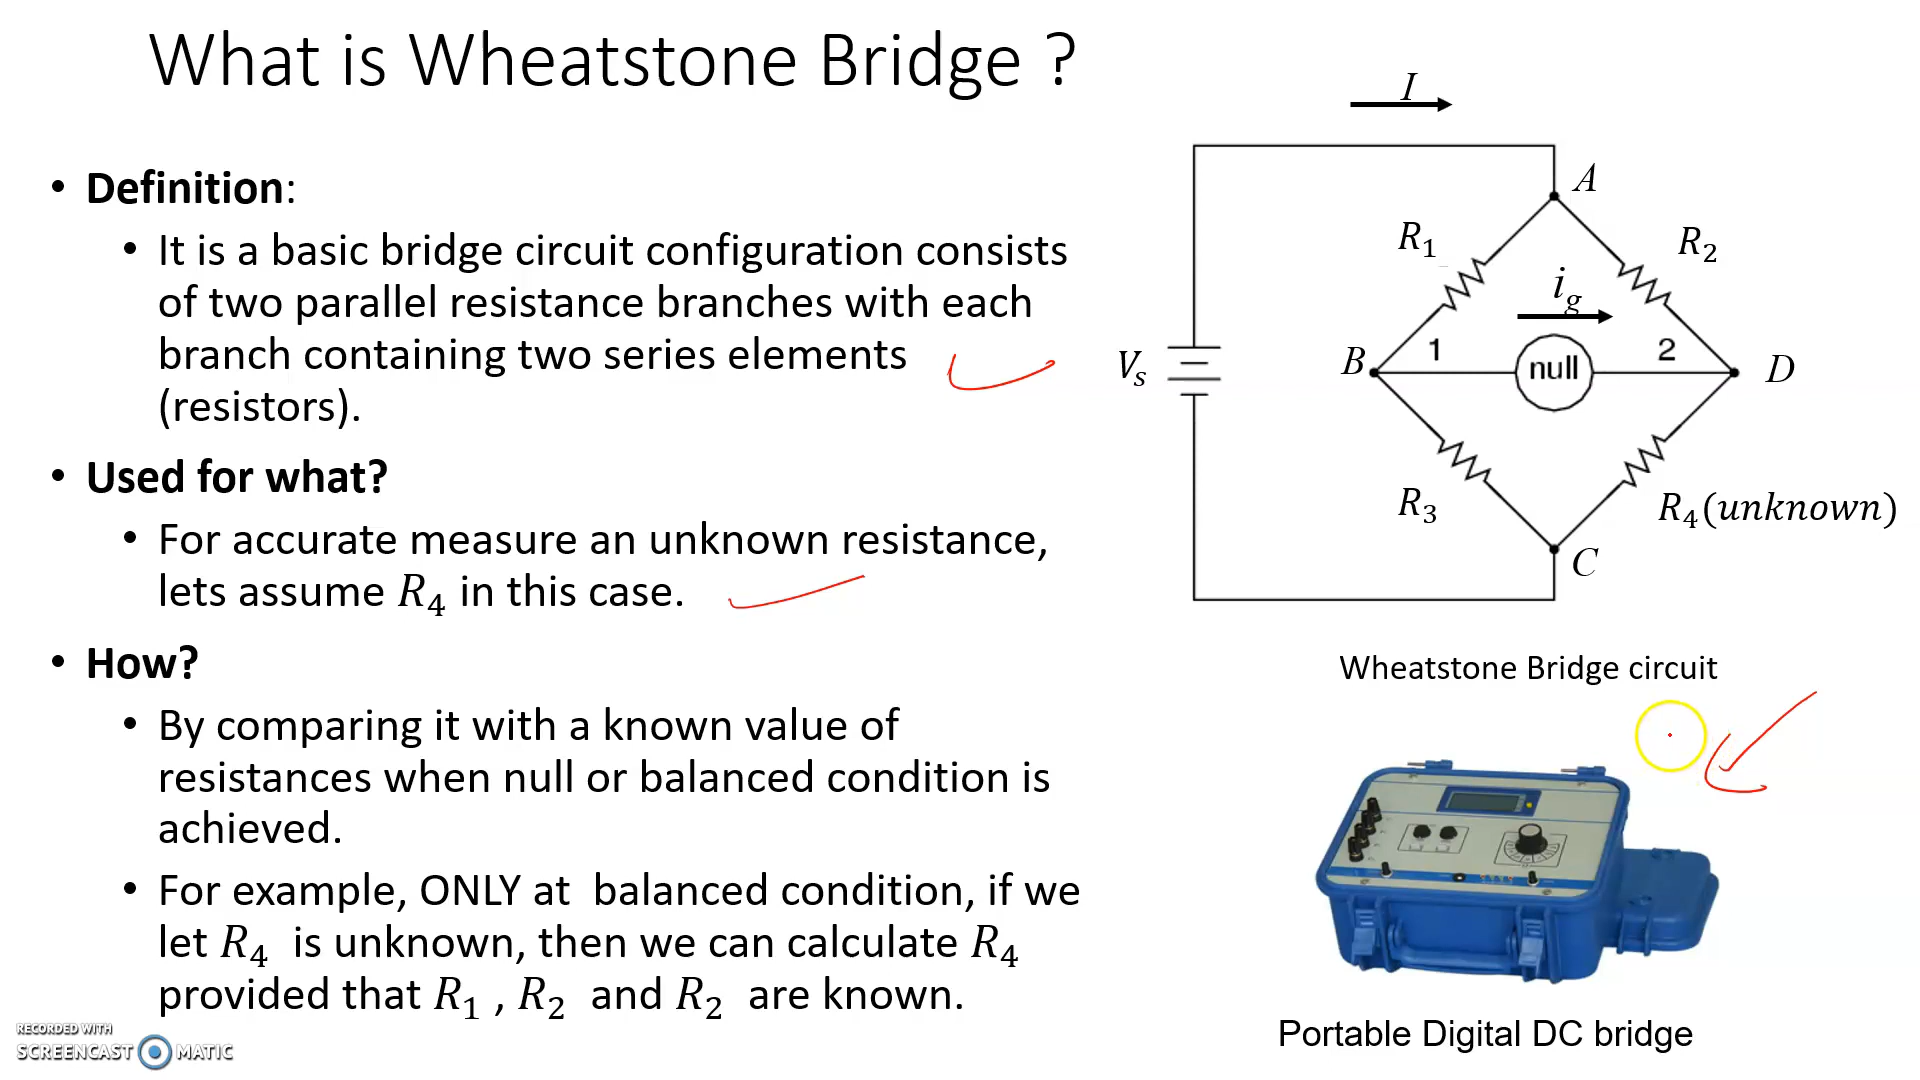 What is Wheatstone Bridge ?
• Definition:
• It is a basic bridge circuit configuration consists
of two parallel resistance branches with each
branch containing two series elements
(resistors).
• Used for what?
• For accurate measure an unknown resistance,
lets assume R₄ in this case.
• How?
• By comparing it with a known value of
resistances when null or balanced condition is
achieved.
• For example, ONLY at balanced condition, if we
let R₄ is unknown, then we can calculate R₄
provided that R₁ , R₂ and R₂ are known.
I
A
R₁
R₂
i_g
B
1
null
2
D
Vₛ
R₃
R₄(unknown)
C
Wheatstone Bridge circuit
Portable Digital DC bridge
RECORDED WITH
SCREENCAST MATIC